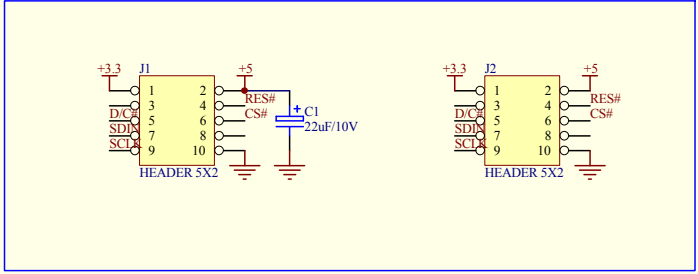 +3.3 J1 +5
1 2
3 4 RES#
D/C# 5 6 CS#
SDIN 7 8
SCLK 9 10
HEADER 5X2
+ C1
22uF/10V
+3.3 J2 +5
1 2
3 4 RES#
D/C# 5 6 CS#
SDIN 7 8
SCLK 9 10
HEADER 5X2